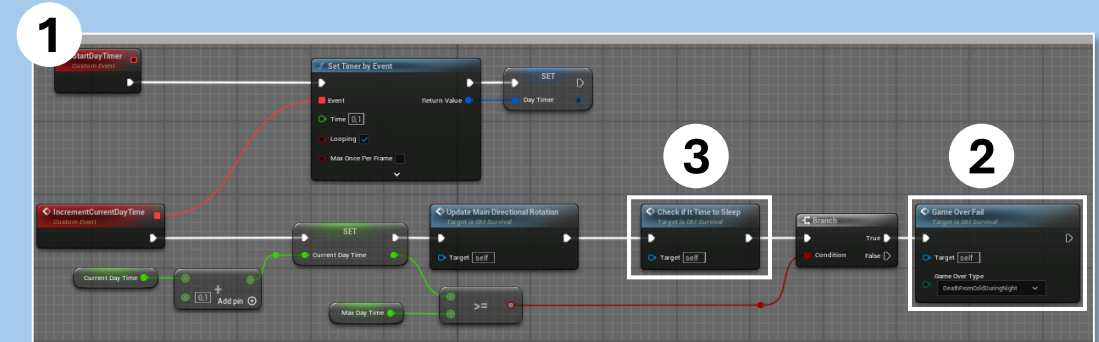 1
StartDayTimer
Custom Event
Set Timer by Event
Event
Return Value
Time 0,1
Looping
Max Once Per Frame
SET
Day Timer
3
2
IncrementCurrentDayTime
Custom Event
SET
Current Day Time
Current Day Time
0,1
+
Add pin
Update Main Directional Rotation
Target is GM Survival
Target self
Max Day Time
>=
Check if It Time to Sleep
Target is GM Survival
Target self
Branch
True
Condition
False
Game Over Fail
Target is GM Survival
Target self
Game Over Type
DeathFromColdDuringNight